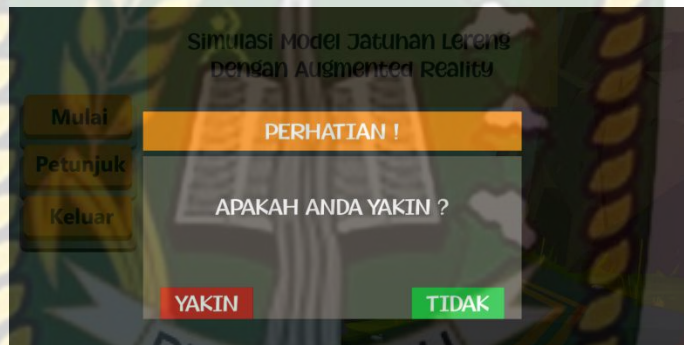 Simulasi Model Jatuhan Lereng
Dengan Augmented Reality
Mulai
PERHATIAN !
Petunjuk
APAKAH ANDA YAKIN ?
Keluar
YAKIN
TIDAK